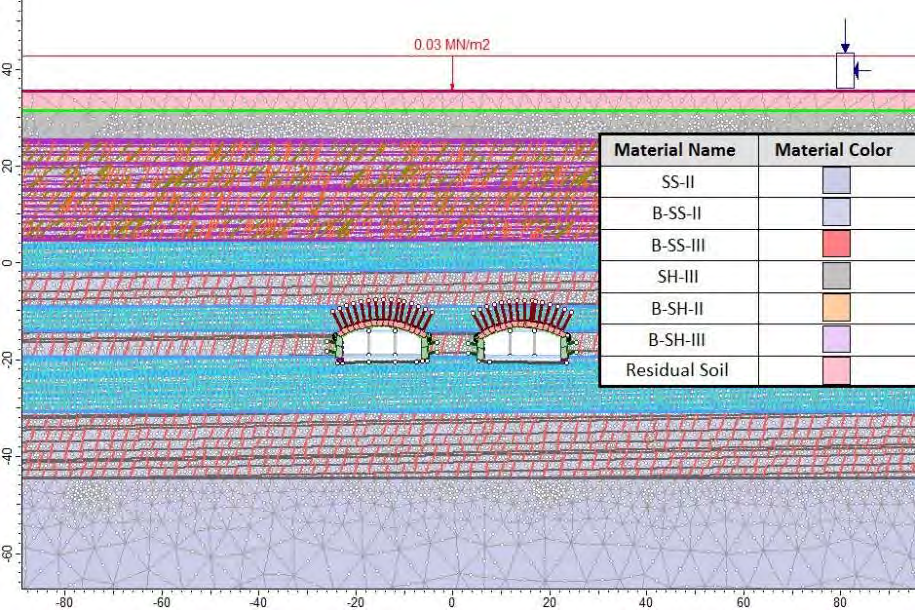 0.03 MN/m2
40
20
0
20
40
60
Material Name Material Color
SS-II
B-SS-II
B-SS-III
SH-III
B-SH-II
B-SH-III
Residual Soil
-80 -60 -40 -20 0 20 40 60 80